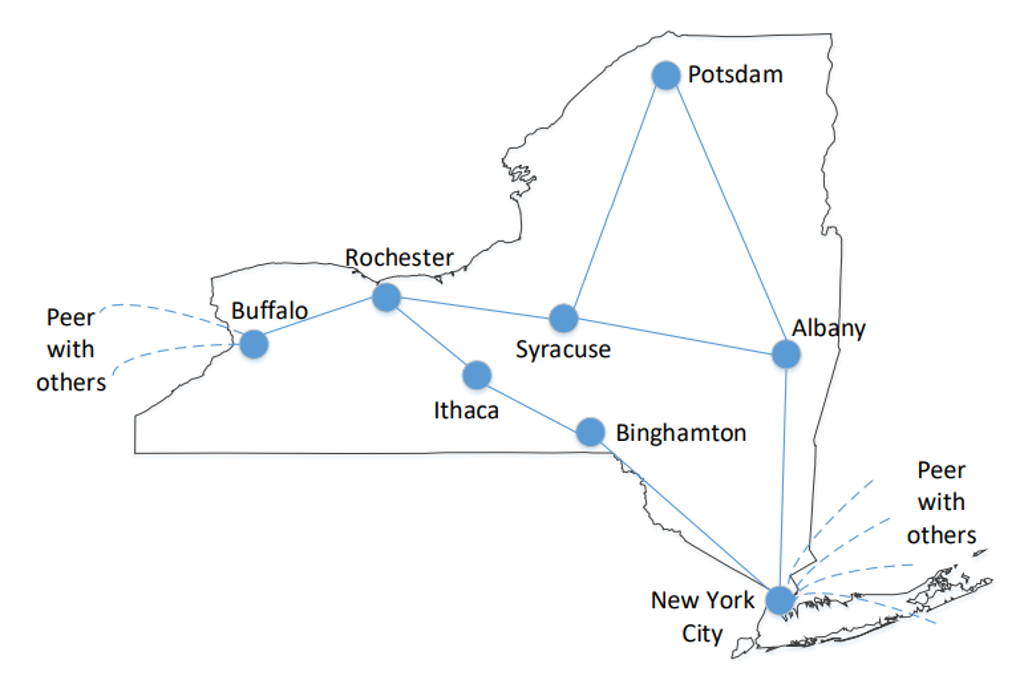 Potsdam
Rochester
Buffalo
Peer
with
others
Syracuse
Albany
Ithaca
Binghamton
Peer
with
others
New York
City